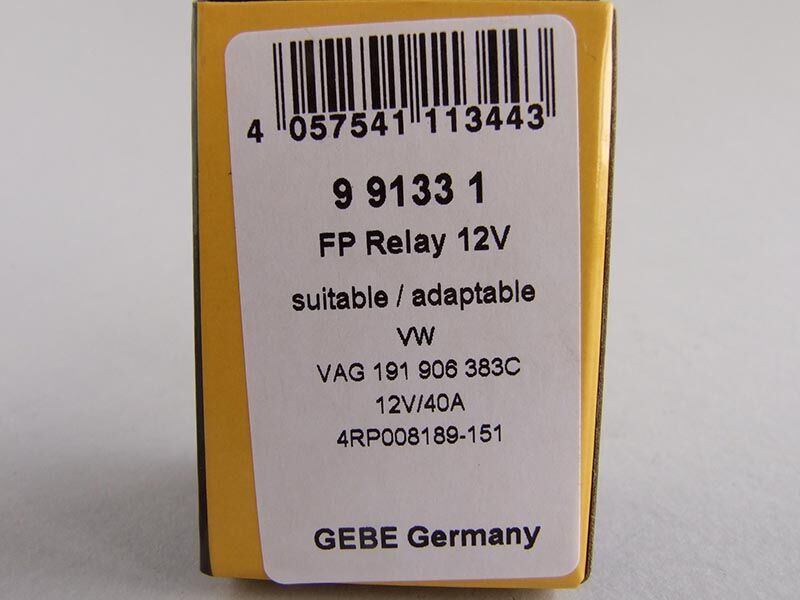 4 057541 113443
9 9133 1
FP Relay 12V
suitable / adaptable
VW
VAG 191 906 383C
12V/40A
4RP008189-151
GEBE Germany